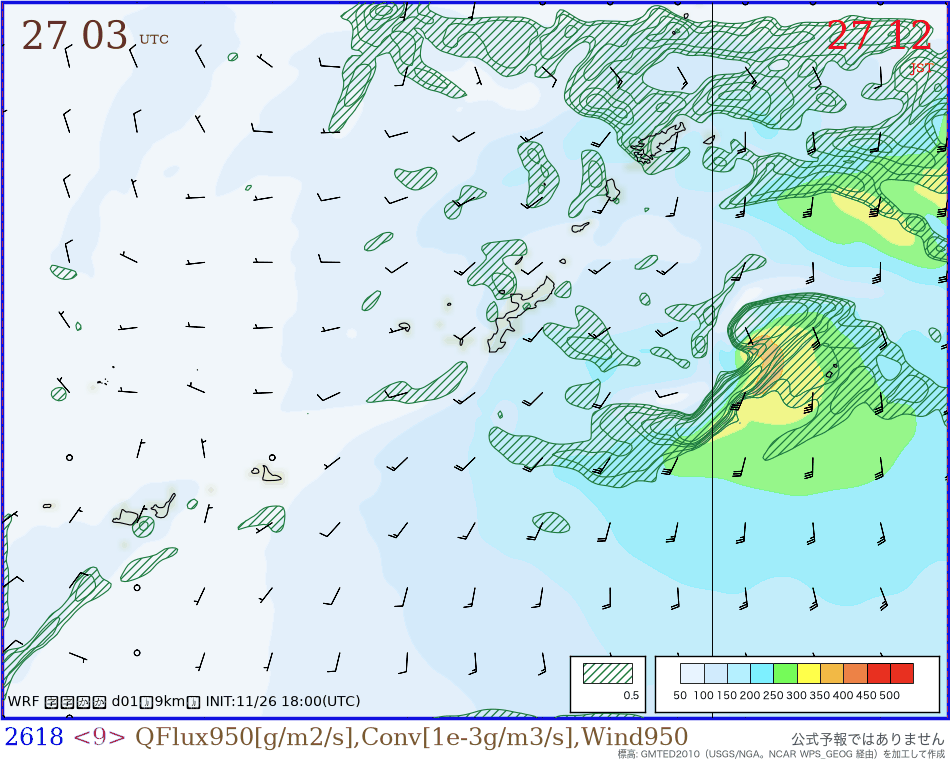 27 03 UTC
27 12
JST
0.5
50 100 150 200 250 300 350 400 450 500
WRF d01 9km INIT:11/26 18:00(UTC)
2618 <9> QFlux950[g/m2/s],Conv[1e-3g/m3/s],Wind950
公式予報ではありません
標高: GMTED2010（USGS/NGA。NCAR WPS_GEOG 経由）を加工して作成